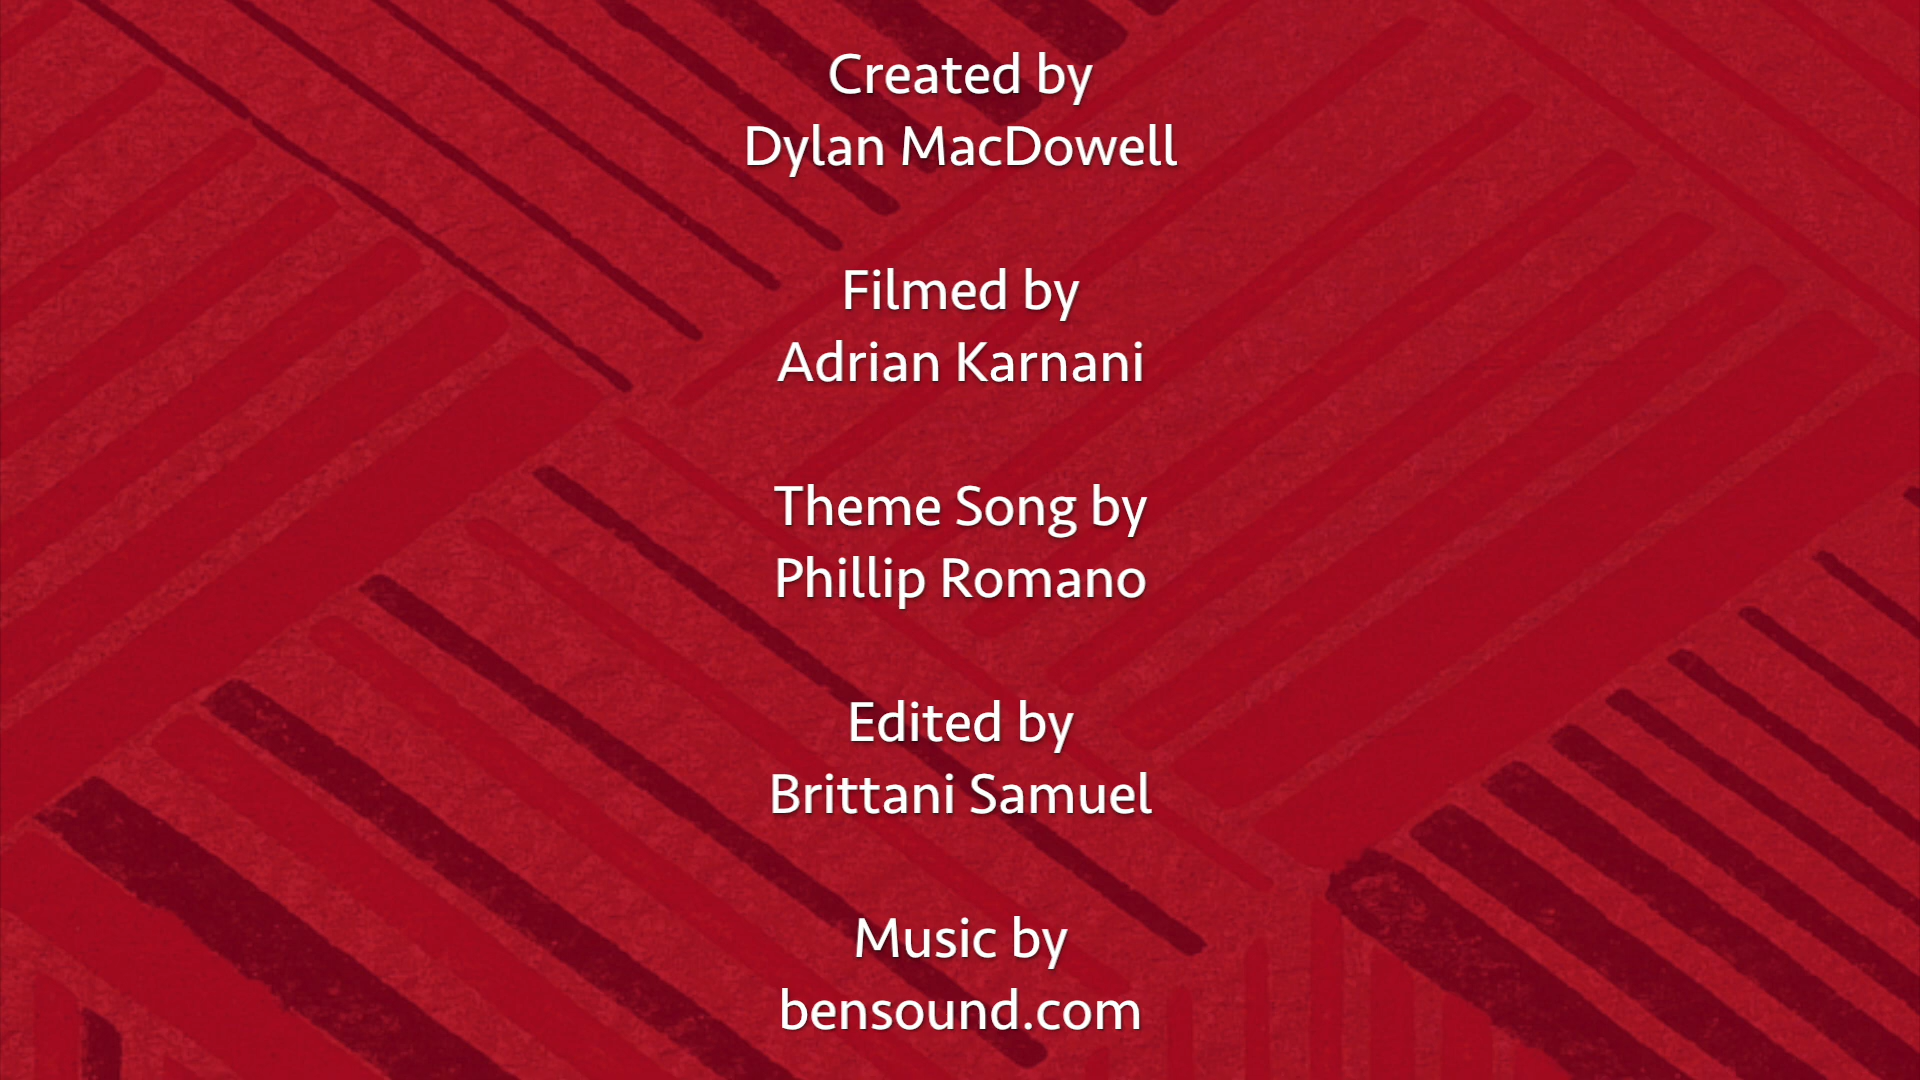 Created by
Dylan MacDowell
Filmed by
Adrian Karnani
Theme Song by
Phillip Romano
Edited by
Brittani Samuel
Music by
bensound.com